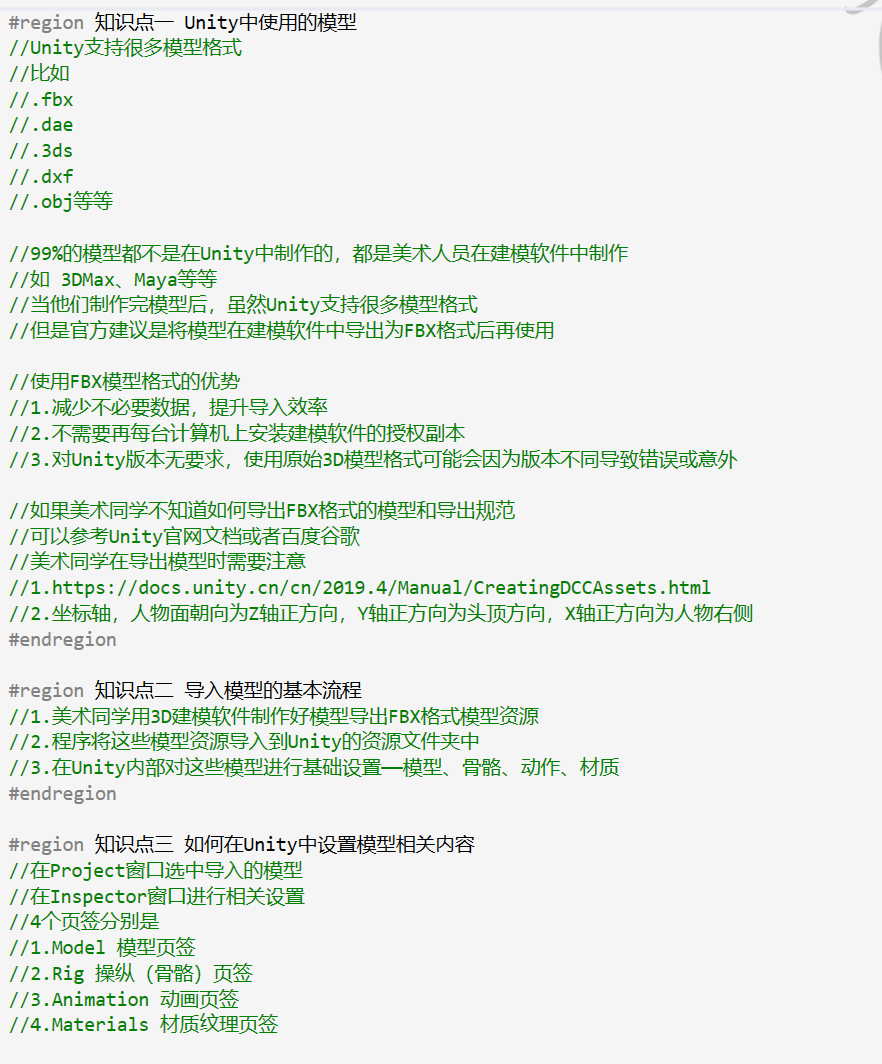 #region 知识点一 Unity中使用的模型
//Unity支持很多模型格式
//比如
//.fbx
//.dae
//.3ds
//.dxf
//.obj等等
//99%的模型都不是在Unity中制作的，都是美术人员在建模软件中制作
//如 3DMax、Maya等等
//当他们制作完模型后，虽然Unity支持很多模型格式
//但是官方建议是将模型在建模软件中导出为FBX格式后再使用
//使用FBX模型格式的优势
//1.减少不必要数据，提升导入效率
//2.不需要再每台计算机上安装建模软件的授权副本
//3.对Unity版本无要求，使用原始3D模型格式可能会因为版本不同导致错误或意外
//如果美术同学不知道如何导出FBX格式的模型和导出规范
//可以参考Unity官网文档或者百度谷歌
//美术同学在导出模型时需要注意
//1.https://docs.unity.cn/cn/2019.4/Manual/CreatingDCCAssets.html
//2.坐标轴，人物面朝向为Z轴正方向，Y轴正方向为头顶方向，X轴正方向为人物右侧
#endregion
#region 知识点二 导入模型的基本流程
//1.美术同学用3D建模软件制作好模型导出FBX格式模型资源
//2.程序将这些模型资源导入到Unity的资源文件夹中
//3.在Unity内部对这些模型进行基础设置——模型、骨骼、动作、材质
#endregion
#region 知识点三 如何在Unity中设置模型相关内容
//在Project窗口选中导入的模型
//在Inspector窗口进行相关设置
//4个页签分别是
//1.Model 模型页签
//2.Rig 操纵（骨骼）页签
//3.Animation 动画页签
//4.Materials 材质纹理页签